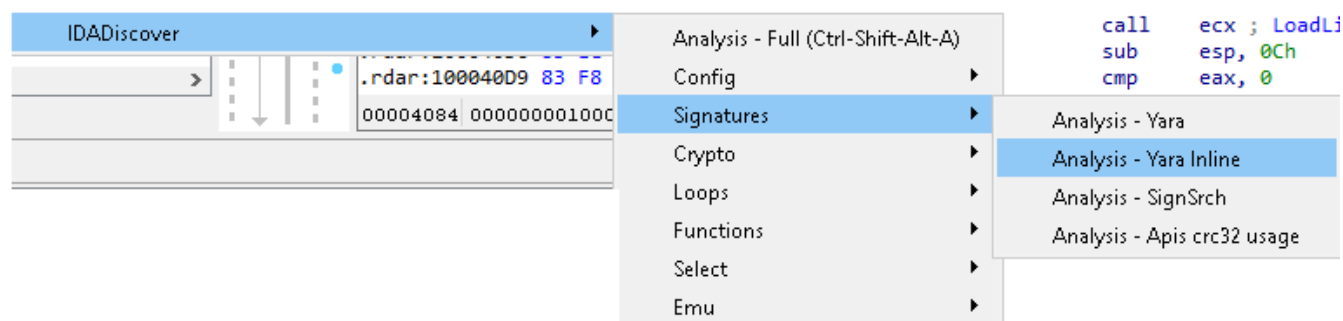 IDADiscover
Analysis - Full (Ctrl-Shift-Alt-A)
Config
Signatures
Crypto
Loops
Functions
Select
Emu
Analysis - Yara
Analysis - Yara Inline
Analysis - SignSrch
Analysis - Apis crc32 usage
call ecx ; LoadLi
sub esp, 0Ch
cmp eax, 0
.rdar:100040D9 83 F8
00004084 000000001000